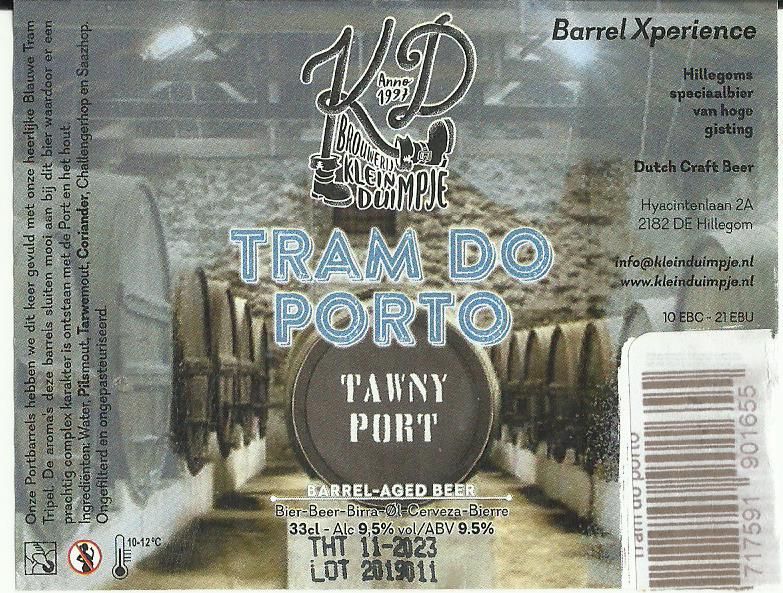 Onze Portbarrels hebben we dit keer gevuld met onze heerlijke Blauwe Tram
Tripel. De aroma's deze barrels sluiten mooi aan bij dit bier waardoor er een
prachtig complex karakter is ontstaan met de Port en het hout.
Ingrediënten: Water, Pilsmout, Tarwemout, Coriander, Challengerhop en Saazhop.
Ongefilterd en ongepasteuriseerd.
10-12°C
KD
Anno
1997
BROUWERIJ
KLEIN
DUIMPJE
TRAM DO
PORTO
TAWNY
PORT
BARREL-AGED BEER
Bier-Beer-Birra-Øl-Cerveza-Bierre
33cl - Alc 9,5% vol/ABV 9.5%
THT 11-2023
LOT 2019011
Barrel Xperience
Hillegoms
speciaalbier
van hoge
gisting
Dutch Craft Beer
Hyacintenlaan 2A
2182 DE Hillegom
info@kleinduimpje.nl
www.kleinduimpje.nl
10 EBC - 21 EBU
Tram do porto
717591 901655